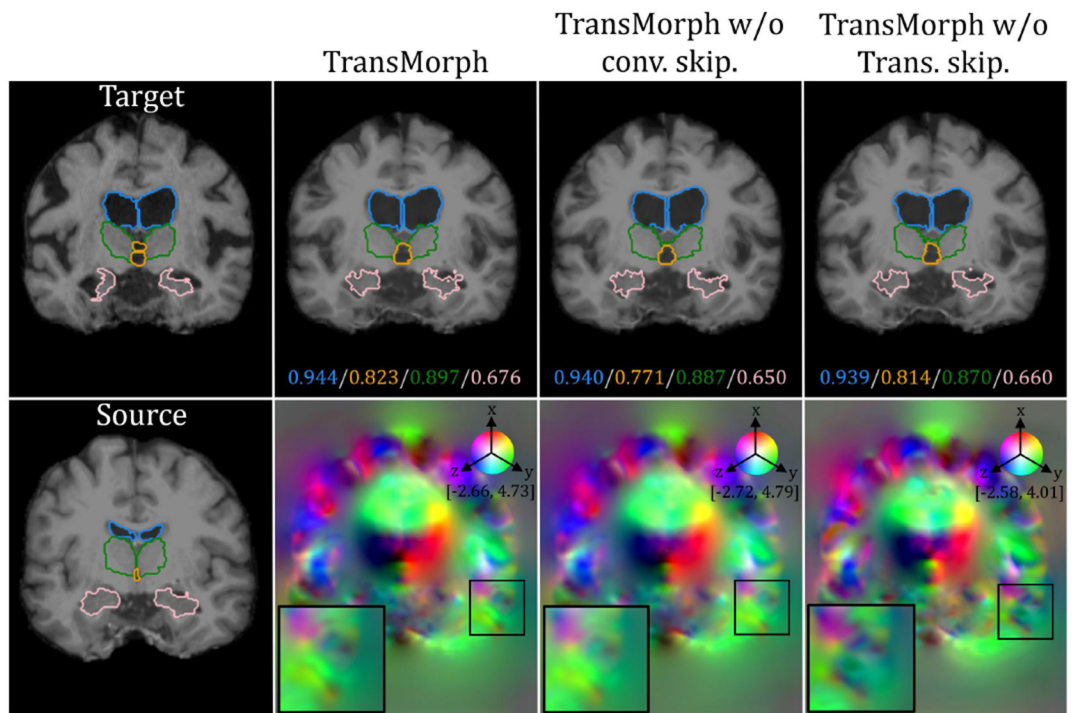 TransMorph
TransMorph w/o
conv. skip.
TransMorph w/o
Trans. skip.
Target
0.944/0.823/0.897/0.676
0.940/0.771/0.887/0.650
0.939/0.814/0.870/0.660
Source
x
z
y
[-2.66, 4.73]
x
z
y
[-2.72, 4.79]
x
z
y
[-2.58, 4.01]